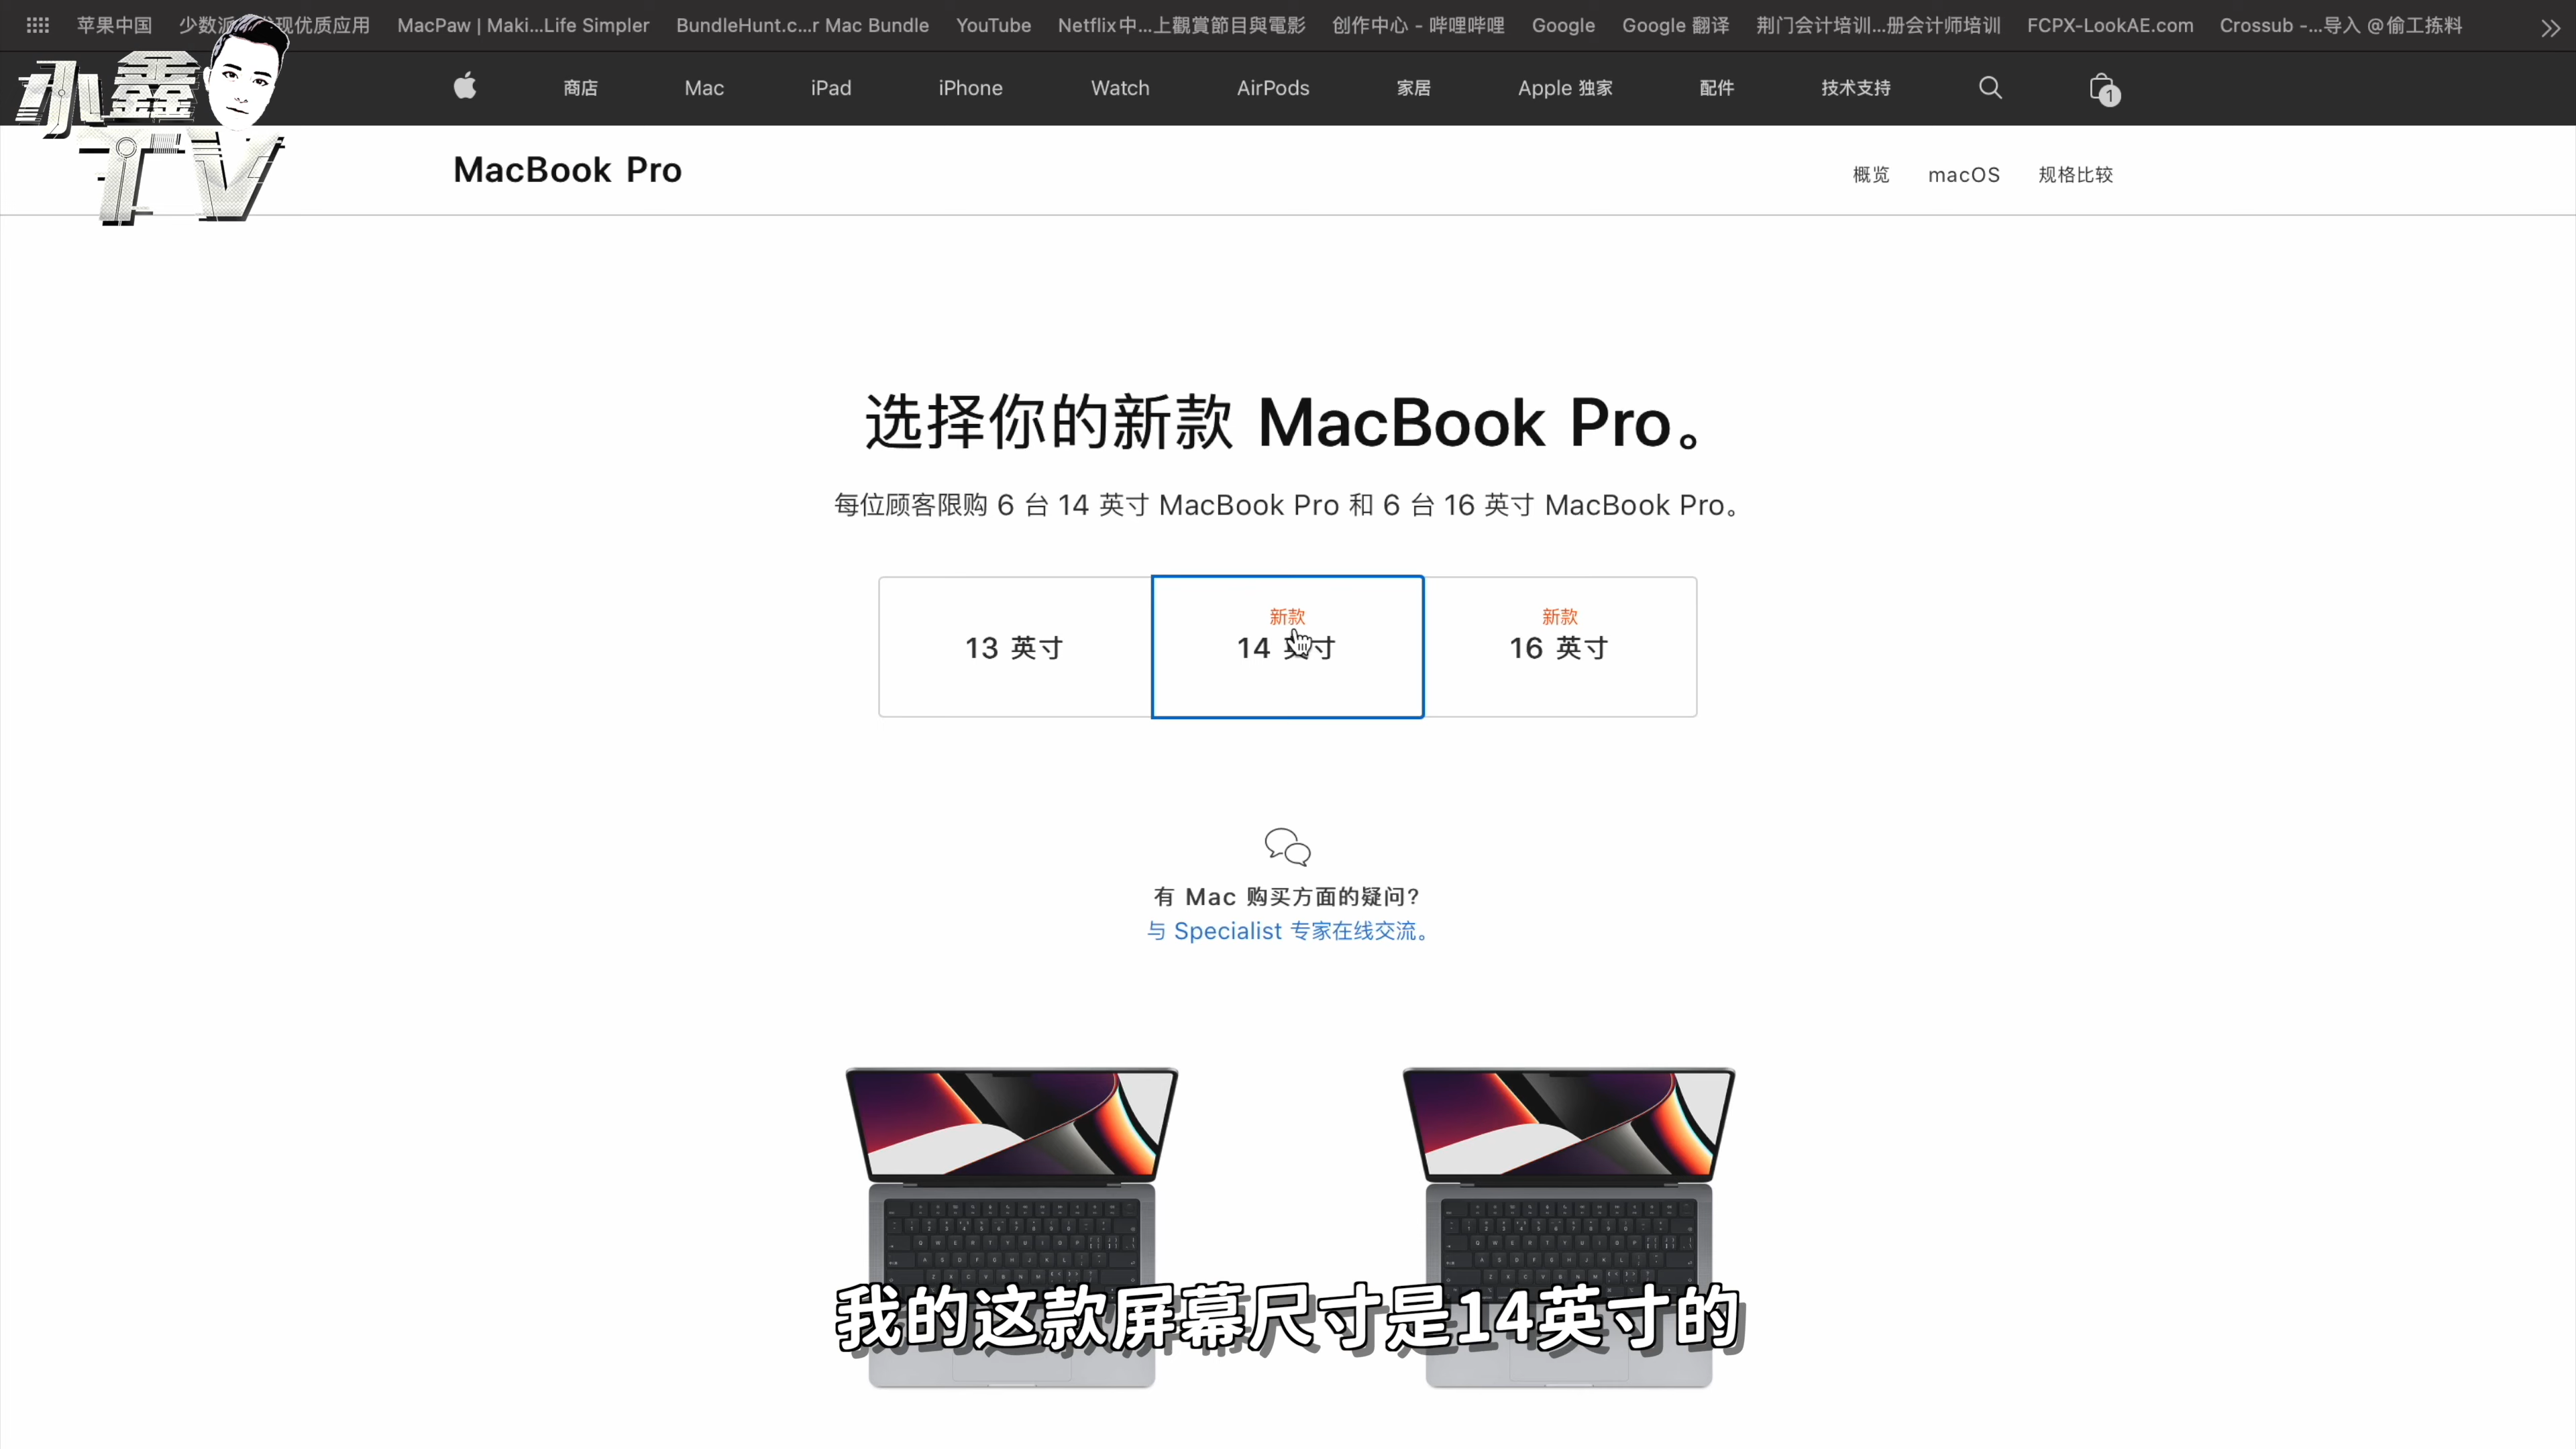 苹果中国 少数派 现优质应用 MacPaw | Maki...Life Simpler BundleHunt.c...r Mac Bundle YouTube Netflix中...上觀賞節目與電影 创作中心 - 哔哩哔哩 Google Google 翻译 荆门会计培训...册会计师培训 FCPX-LookAE.com Crossub -...导入 @偷工拣料
小鑫
TV
商店 Mac iPad iPhone Watch AirPods 家居 Apple 独家 配件 技术支持 1
MacBook Pro 概览 macOS 规格比较
选择你的新款 MacBook Pro。
每位顾客限购 6 台 14 英寸 MacBook Pro 和 6 台 16 英寸 MacBook Pro。
新款 新款
13 英寸 14 英寸 16 英寸
有 Mac 购买方面的疑问?
与 Specialist 专家在线交流。
我的这款屏幕尺寸是14英寸的